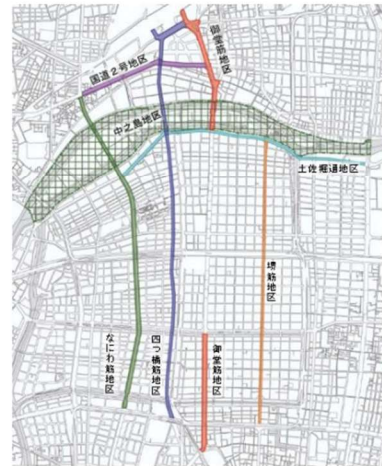 御堂筋地区
国道2号地区
中之島地区
土佐堀通地区
堺筋地区
なにわ筋地区
四つ橋筋地区
御堂筋地区